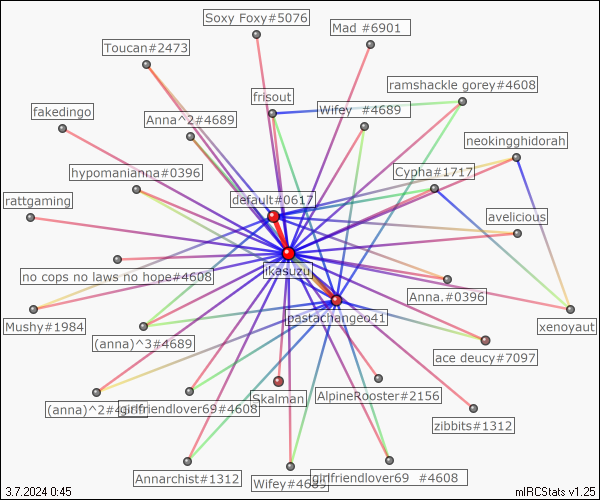 Soxy Foxy#5076
Mad #6901
Toucan#2473
ramshackle gorey#4608
frisout
fakedingo
Wifey #4689
Anna^2#4689
neokingghidorah
hypomanianna#0396
Cypha#1717
rattgaming
default#0617
avelicious
no cops no laws no hope#4608
ikasuzu
Anna.#0396
Mushy#1984
pastachangeo41
xenoyaut
(anna)^3#4689
ace deucy#7097
Skalman
AlpineRooster#2156
(anna)^2#4
girlfriendlover69#4608
zibbits#1312
Annarchist#1312
Wifey#4689
girlfriendlover69 #4608
3.7.2024 0:45
mIRCStats v1.25